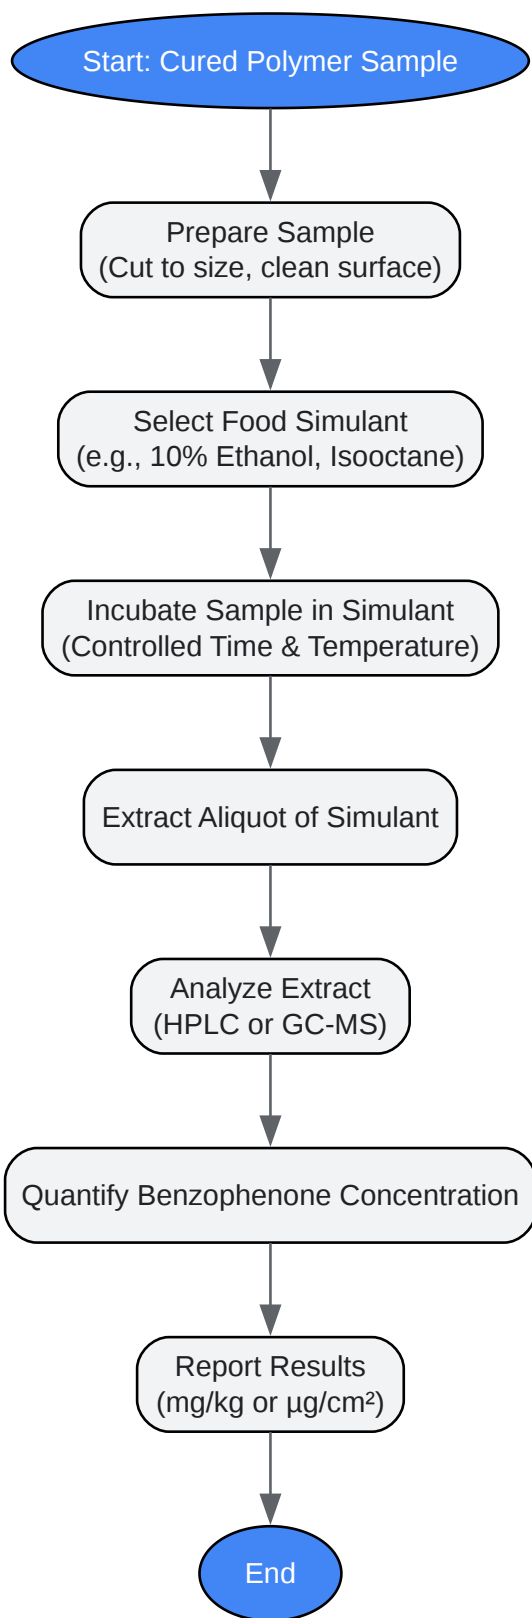 Start: Cured Polymer Sample
Prepare Sample
(Cut to size, clean surface)
Select Food Simulant
(e.g., 10% Ethanol, Isooctane)
Incubate Sample in Simulant
(Controlled Time & Temperature)
Extract Aliquot of Simulant
Analyze Extract
(HPLC or GC-MS)
Quantify Benzophenone Concentration
Report Results
(mg/kg or µg/cm²)
End